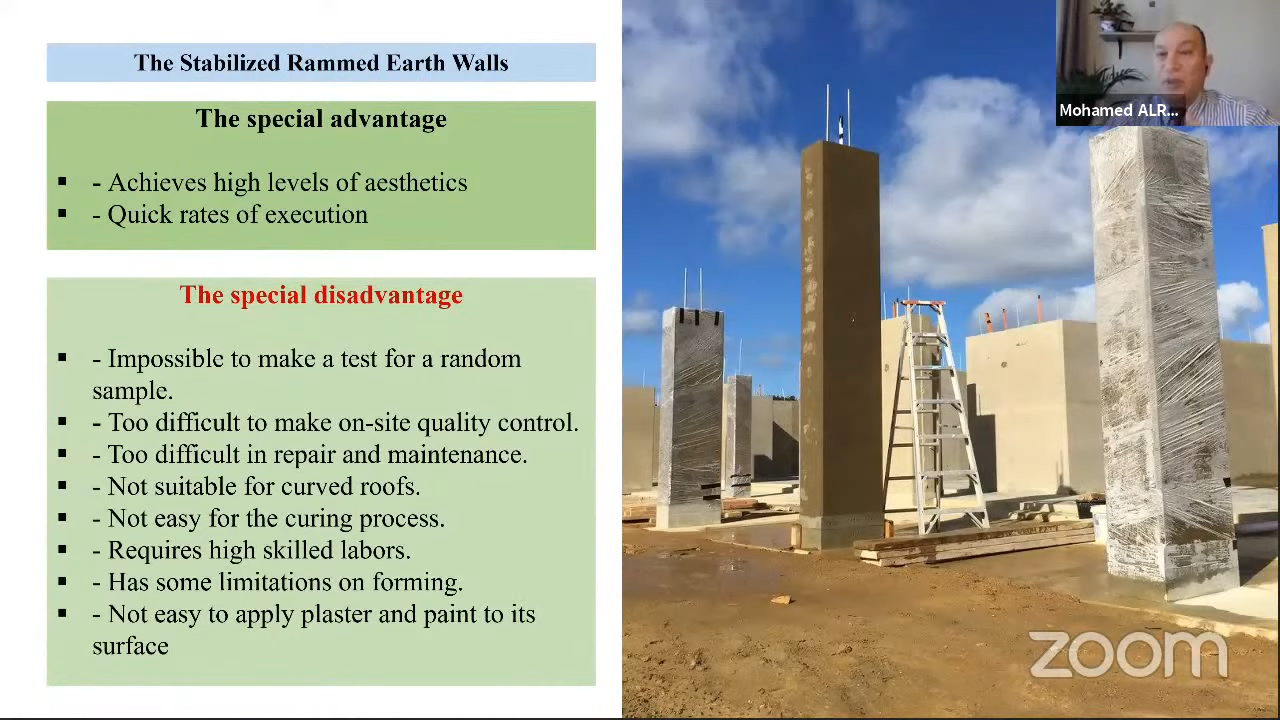 The Stabilized Rammed Earth Walls
The special advantage
▪ - Achieves high levels of aesthetics
▪ - Quick rates of execution
The special disadvantage
▪ - Impossible to make a test for a random
sample.
▪ - Too difficult to make on-site quality control.
▪ - Too difficult in repair and maintenance.
▪ - Not suitable for curved roofs.
▪ - Not easy for the curing process.
▪ - Requires high skilled labors.
▪ - Has some limitations on forming.
▪ - Not easy to apply plaster and paint to its
surface
Mohamed ALR...
zoom